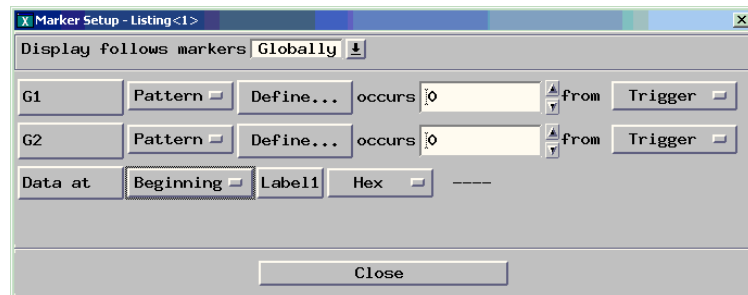 Marker Setup - Listing<1>
Display follows markers Globally
G1 Pattern Define... occurs 0 from Trigger
G2 Pattern Define... occurs 0 from Trigger
Data at Beginning Label1 Hex ----
Close